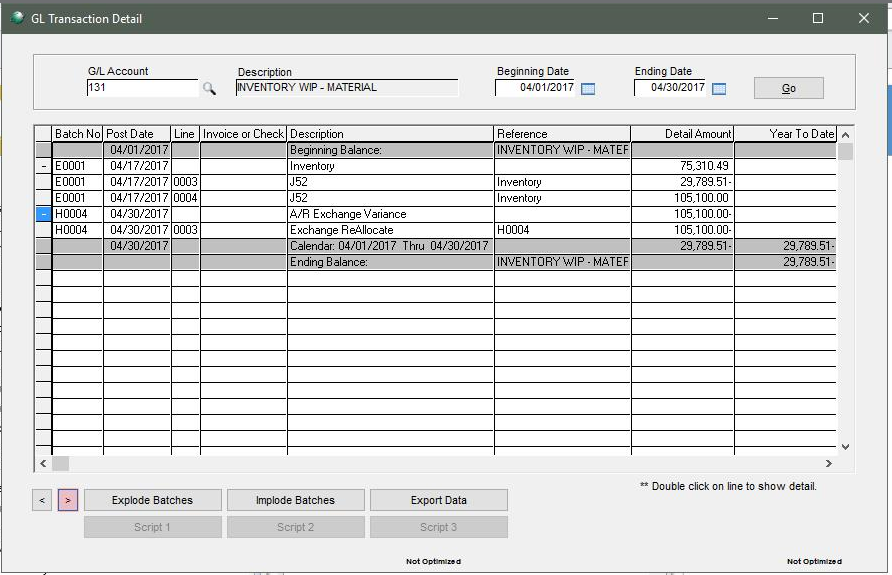 GL Transaction Detail
G/L Account Description Beginning Date Ending Date
131 INVENTORY WIP - MATERIAL 04/01/2017 04/30/2017 Go
Batch No Post Date Line Invoice or Check Description Reference Detail Amount Year To Date
04/01/2017 Beginning Balance: INVENTORY WIP - MATEF
- E0001 04/17/2017 Inventory 75,310.49
E0001 04/17/2017 0003 J52 Inventory 29,789.51-
E0001 04/17/2017 0004 J52 Inventory 105,100.00
- H0004 04/30/2017 A/R Exchange Variance 105,100.00-
H0004 04/30/2017 0003 Exchange ReAllocate H0004 105,100.00-
04/30/2017 Calendar: 04/01/2017 Thru 04/30/2017 29,789.51- 29,789.51-
Ending Balance: INVENTORY WIP - MATEF 29,789.51-
** Double click on line to show detail.
< > Explode Batches Implode Batches Export Data
Script 1 Script 2 Script 3
Not Optimized Not Optimized